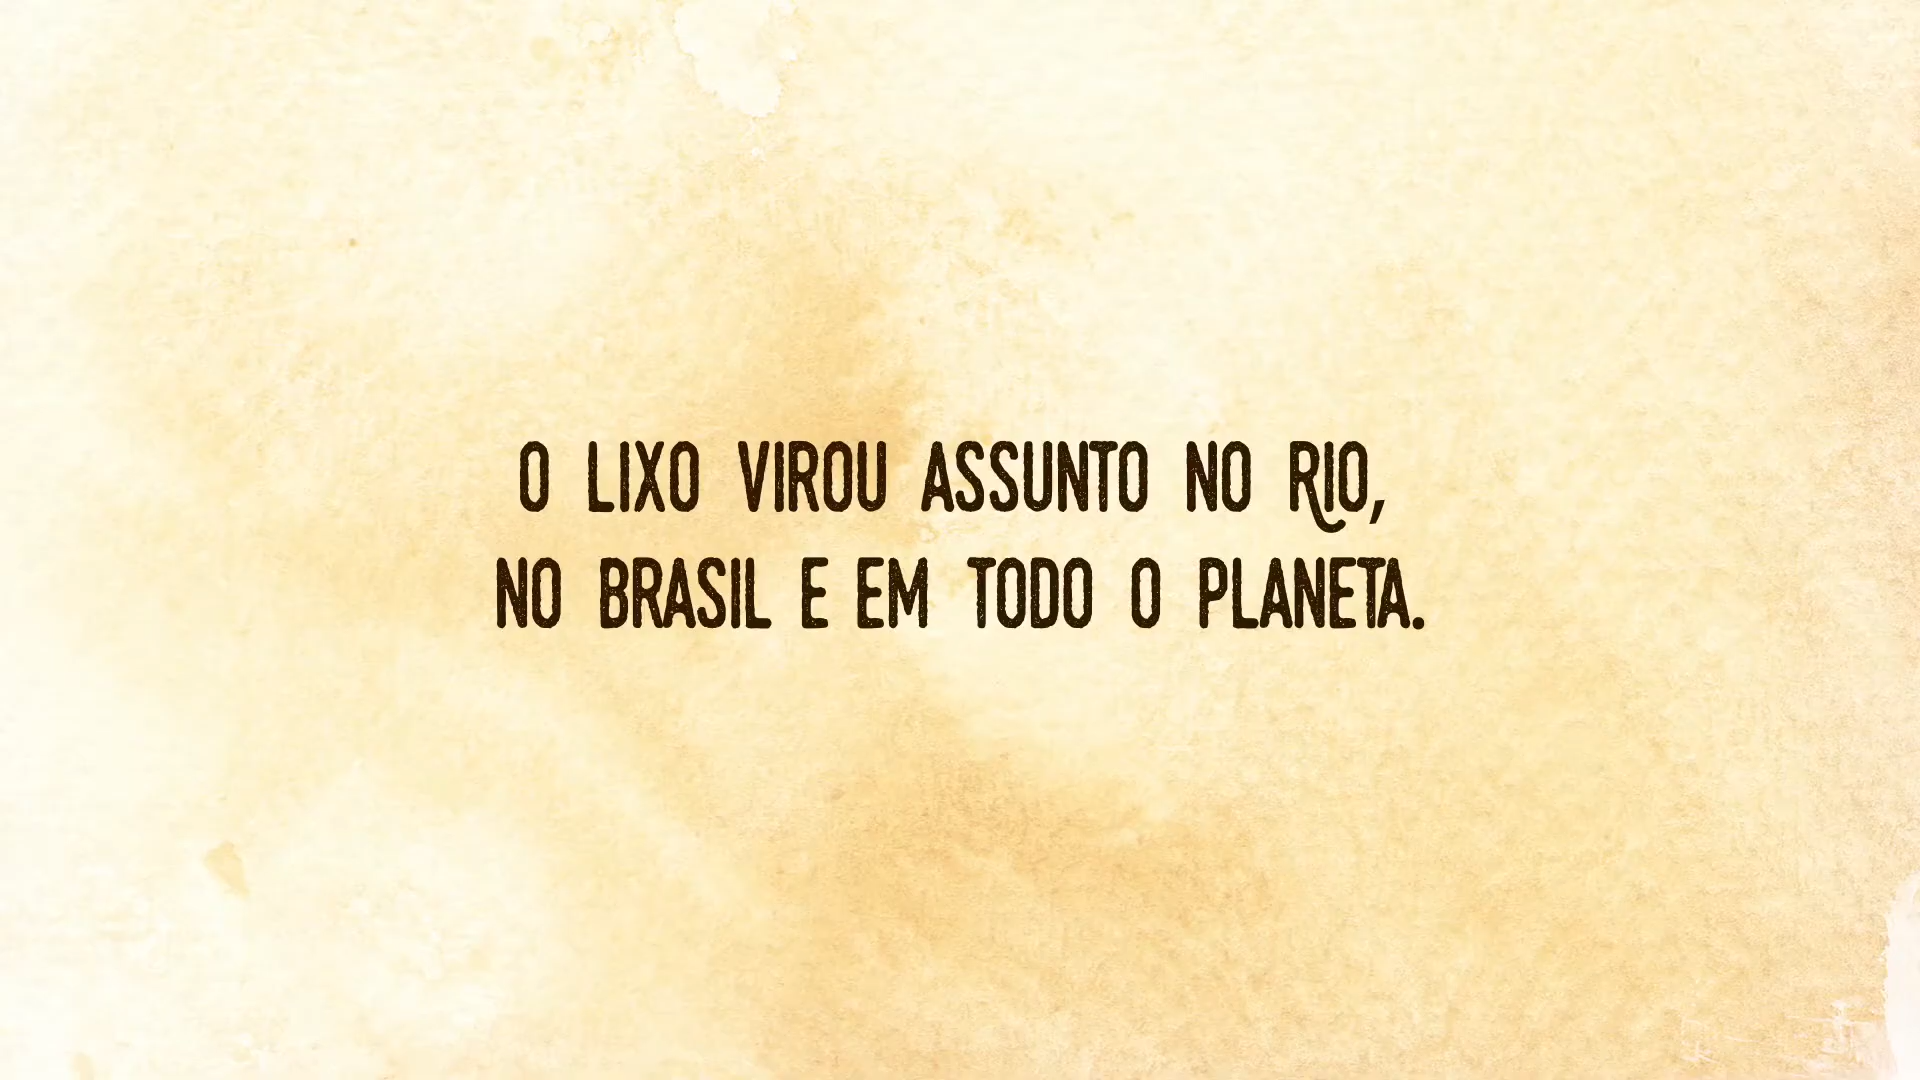 O LIXO VIROU ASSUNTO NO RIO,
NO BRASIL E EM TODO O PLANETA.